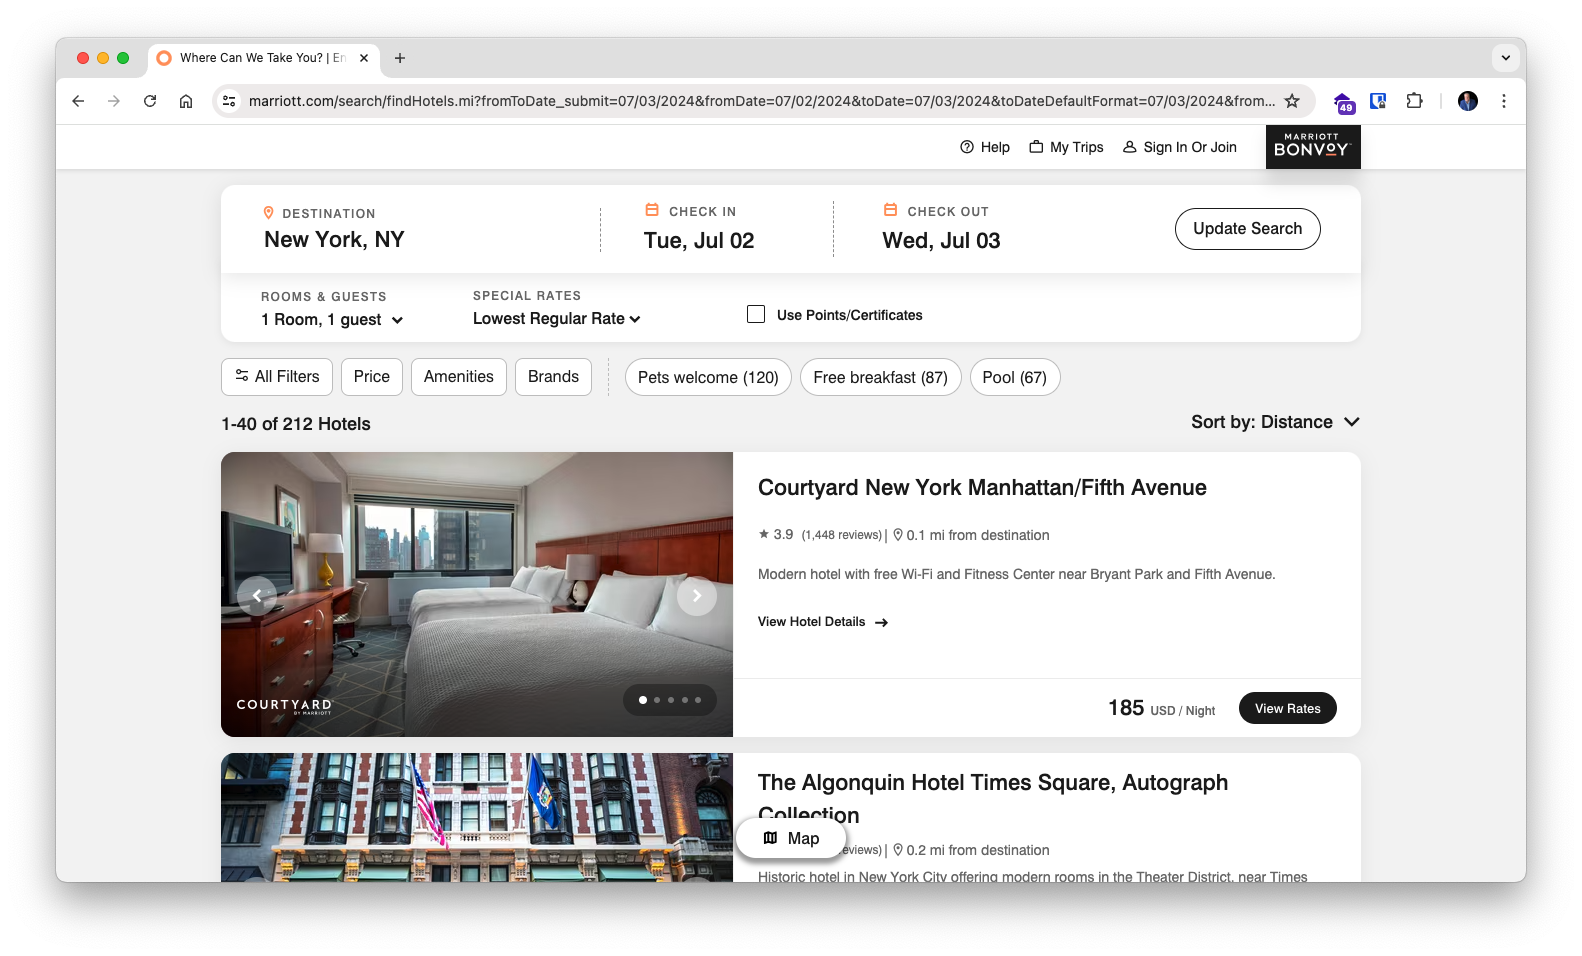 Where Can We Take You? | En
marriott.com/search/findHotels.mi?fromToDate_submit=07/03/2024&fromDate=07/02/2024&toDate=07/03/2024&toDateDefaultFormat=07/03/2024&from...
49
Help
My Trips
Sign In Or Join
MARRIOTT
BONVOY
DESTINATION
New York, NY
CHECK IN
Tue, Jul 02
CHECK OUT
Wed, Jul 03
Update Search
ROOMS & GUESTS
1 Room, 1 guest
SPECIAL RATES
Lowest Regular Rate
Use Points/Certificates
All Filters
Price
Amenities
Brands
Pets welcome (120)
Free breakfast (87)
Pool (67)
1-40 of 212 Hotels
Sort by: Distance
COURTYARD
BY MARRIOTT
Courtyard New York Manhattan/Fifth Avenue
3.9 (1,448 reviews) | 0.1 mi from destination
Modern hotel with free Wi-Fi and Fitness Center near Bryant Park and Fifth Avenue.
View Hotel Details
185 USD / Night
View Rates
The Algonquin Hotel Times Square, Autograph
Collection
Map
eviews) | 0.2 mi from destination
Historic hotel in New York City offering modern rooms in the Theater District, near Times